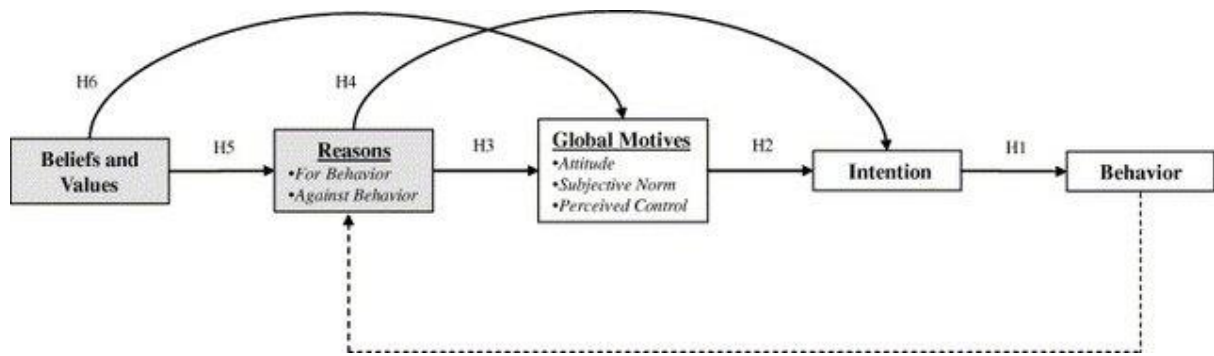 H6
H4
Beliefs and
Values
H5
Reasons
•For Behavior
•Against Behavior
H3
Global Motives
•Attitude
•Subjective Norm
•Perceived Control
H2
Intention
H1
Behavior